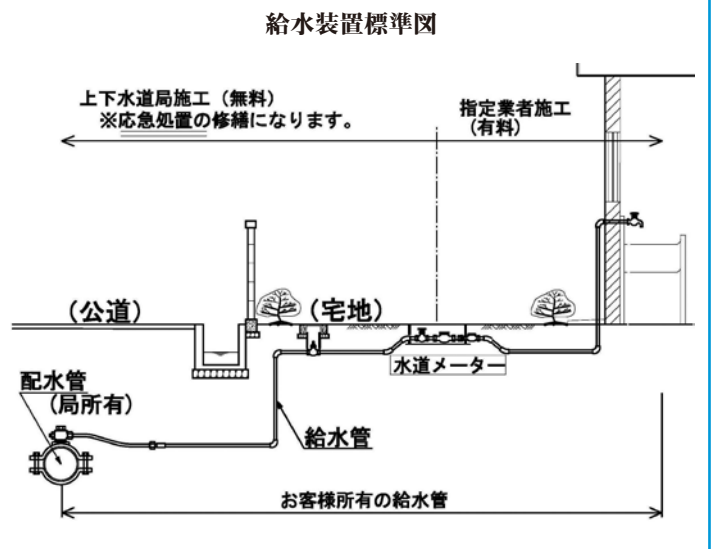 給水装置標準図
上下水道局施工（無料）
※応急処置の修繕になります。
指定業者施工
（有料）
（公道）
（宅地）
水道メーター
配水管
（局所有）
給水管
お客様所有の給水管